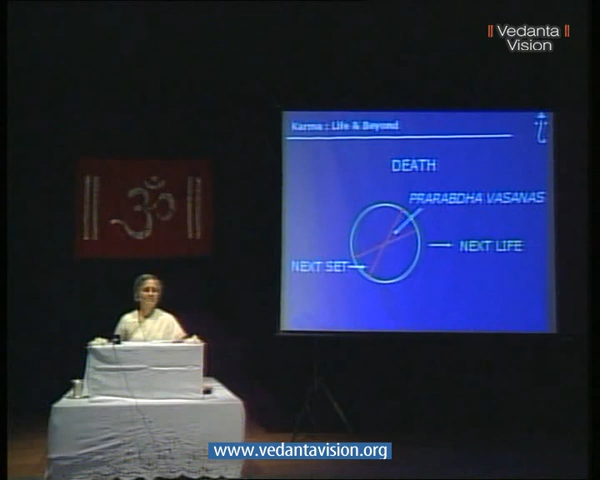 ॥ Vedanta ॥
Vision
Karma : Life & Beyond
DEATH
PRARABDHA VASANAS
NEXT LIFE
NEXT SET
ॐ
www.vedantavision.org